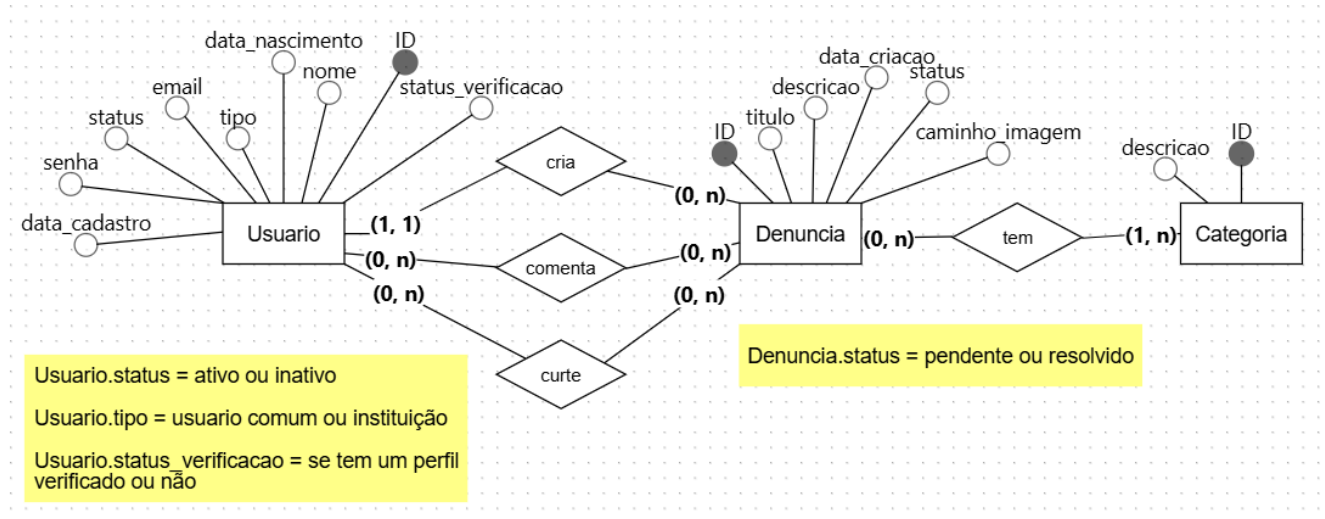 data_nascimento
ID
nome
email
status_verificacao
status
tipo
senha
data_cadastro
Usuario
(1, 1)
(0, n)
(0, n)
cria
comenta
curte
(0, n)
(0, n)
(0, n)
data_criacao
status
descricao
titulo
ID
caminho_imagem
Denuncia
(0, n)
tem
(1, n)
descricao
ID
Categoria
Usuario.status = ativo ou inativo
Usuario.tipo = usuario comum ou instituição
Usuario.status_verificacao = se tem um perfil
verificado ou não
Denuncia.status = pendente ou resolvido